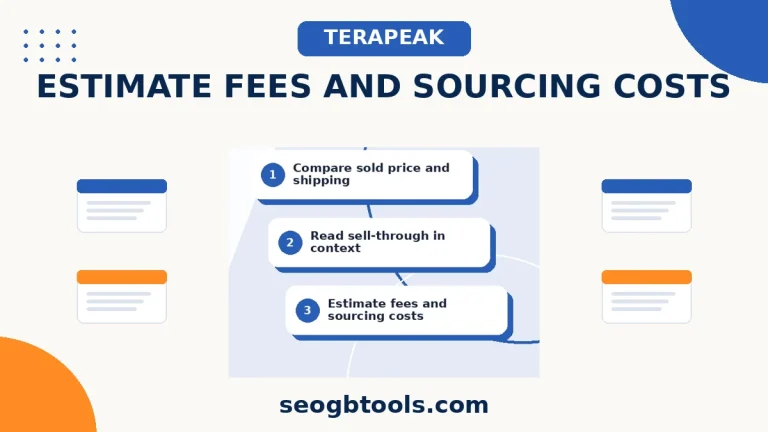 TERAPEAK
ESTIMATE FEES AND SOURCING COSTS
1
Compare sold price and
shipping
2
Read sell-through in
context
3
Estimate fees and
sourcing costs
seogbtools.com